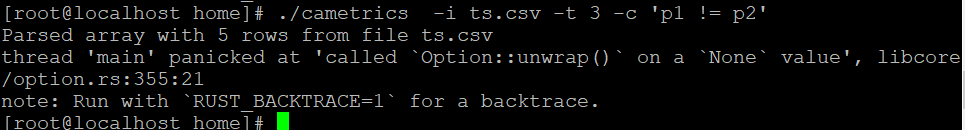 [root@localhost home]# ./cametrics  -i ts.csv -t 3 -c 'p1 != p2'
Parsed array with 5 rows from file ts.csv
thread 'main' panicked at 'called `Option::unwrap()` on a `None` value', libcore
/option.rs:355:21
note: Run with `RUST_BACKTRACE=1` for a backtrace.
[root@localhost home]#